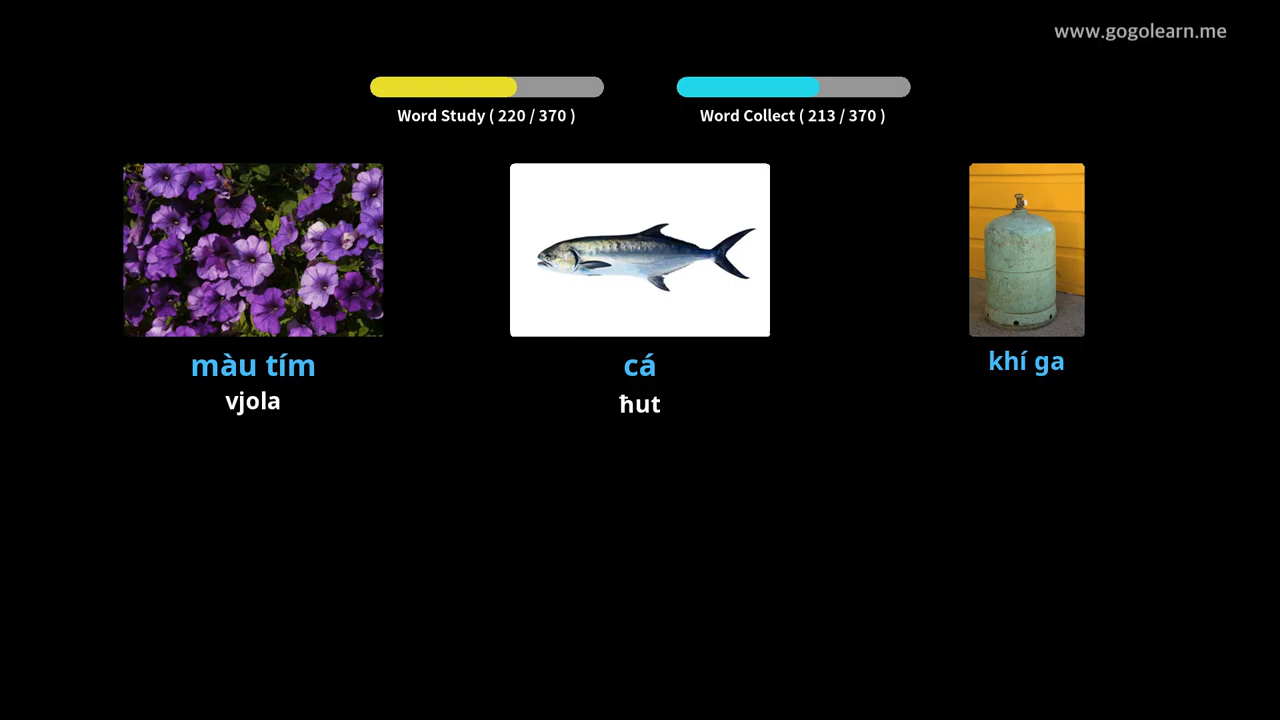 www.gogolearn.me
Word Study ( 220 / 370 )
Word Collect ( 213 / 370 )
màu tím
vjola
cá
ħut
khí ga